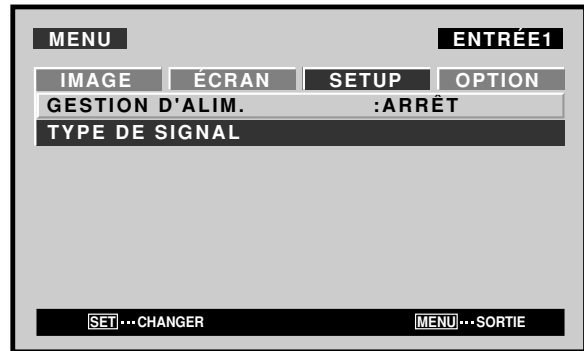 MENU ENTRÉE1
IMAGE ÉCRAN SETUP OPTION
GESTION D'ALIM. :ARRÊT
TYPE DE SIGNAL
SET ··· CHANGER MENU ··· SORTIE